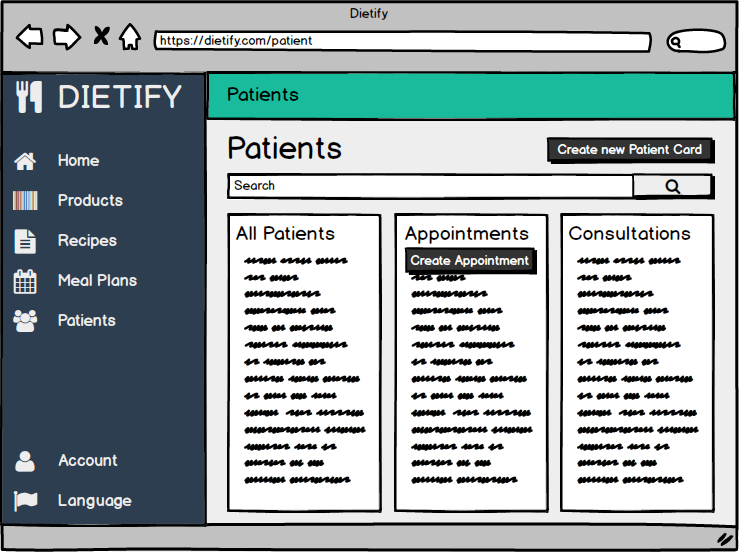 Dietify
https://dietify.com/patient
DIETIFY
Home
Products
Recipes
Meal Plans
Patients
Account
Language
Patients
Patients
Create new Patient Card
Search
All Patients
Appointments
Create Appointment
Consultations